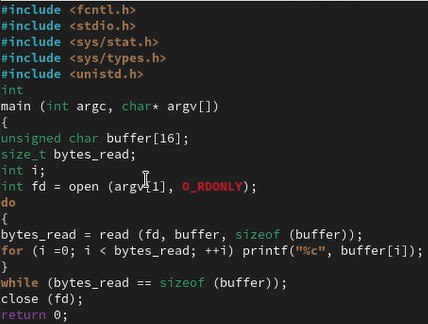 #include <fcntl.h>
#include <stdio.h>
#include <sys/stat.h>
#include <sys/types.h>
#include <unistd.h>
int
main (int argc, char* argv[])
{
unsigned char buffer[16];
size_t bytes_read;
int i;
int fd = open (argv[1], O_RDONLY);
do
{
bytes_read = read (fd, buffer, sizeof (buffer));
for (i =0; i < bytes_read; ++i) printf("%c", buffer[i]);
}
while (bytes_read == sizeof (buffer));
close (fd);
return 0;